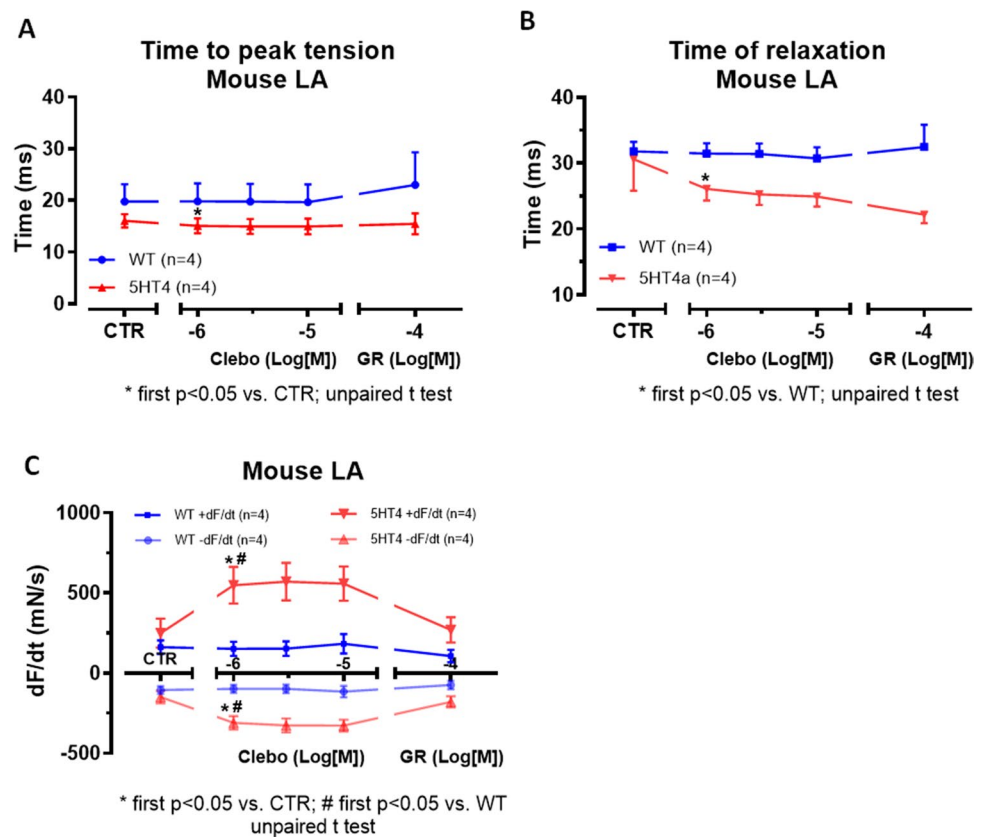 A
Time to peak tension
Mouse LA
Time (ms)
40
30
20
10
0
*
WT (n=4)
5HT4 (n=4)
CTR
-6
-5
-4
Clebo (Log[M])
GR (Log[M])
* first p<0.05 vs. CTR; unpaired t test
B
Time of relaxation
Mouse LA
Time (ms)
40
30
20
10
*
WT (n=4)
5HT4a (n=4)
CTR
-6
-5
-4
Clebo (Log[M])
GR (Log[M])
* first p<0.05 vs. WT; unpaired t test
C
Mouse LA
WT +dF/dt (n=4)
5HT4 +dF/dt (n=4)
WT -dF/dt (n=4)
5HT4 -dF/dt (n=4)
dF/dt (mN/s)
1000
500
0
-500
*#
CTR
-6
-5
-4
*#
Clebo (Log[M])
GR (Log[M])
* first p<0.05 vs. CTR; # first p<0.05 vs. WT
unpaired t test